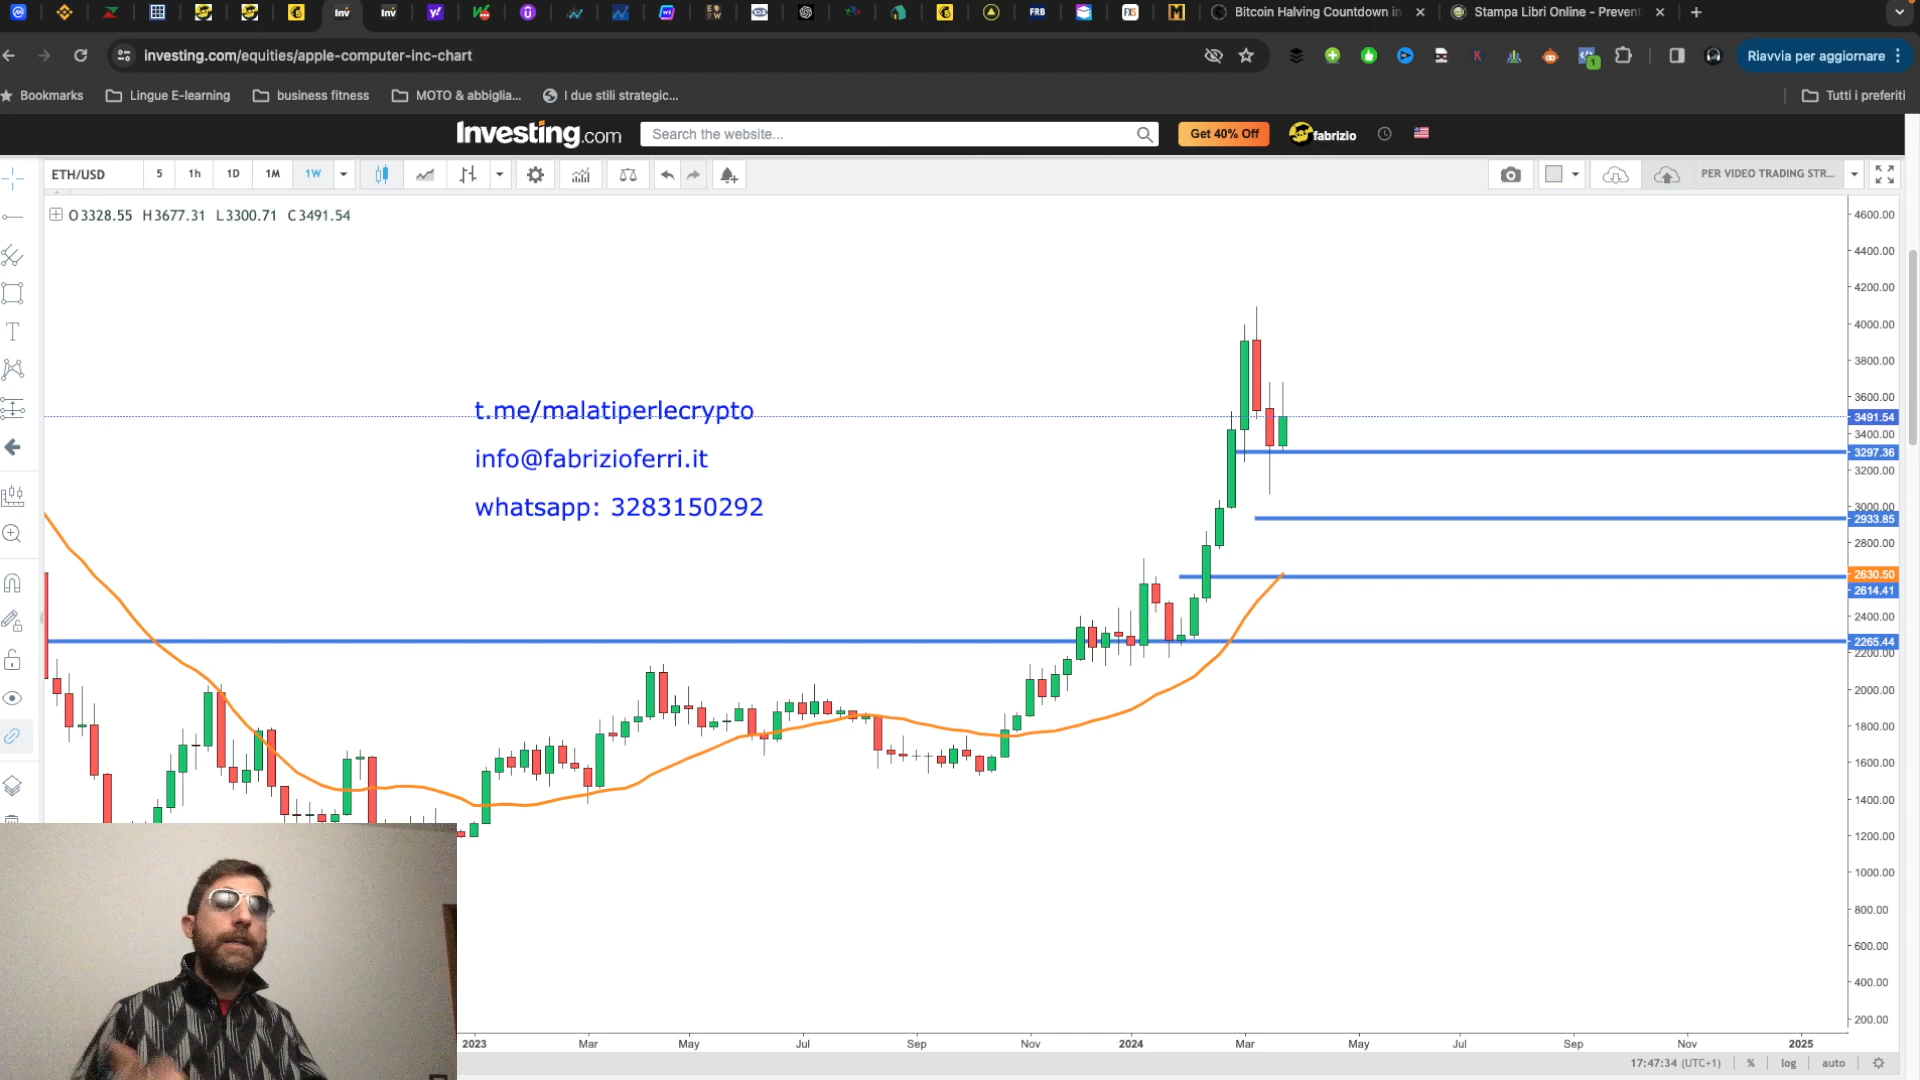 Bitcoin Halving Countdown in
Stampa Libri Online - Prevent
investing.com/equities/apple-computer-inc-chart
Riavvia per aggiornare
Bookmarks
Lingue E-learning
business fitness
MOTO & abbiglia...
I due stili strategic...
Tutti i preferiti
Investing.com
Search the website...
Get 40% Off
fabrizio
ETH/USD
5
1h
1D
1M
1W
PER VIDEO TRADING STR...
O3328.55 H3677.31 L3300.71 C3491.54
t.me/malatiperlecrypto
info@fabrizioferri.it
whatsapp: 3283150292
4600.00
4400.00
4200.00
4000.00
3800.00
3600.00
3491.54
3400.00
3297.36
3200.00
3000.00
2933.85
2800.00
2630.50
2614.41
2400.00
2265.44
2200.00
2000.00
1800.00
1600.00
1400.00
1200.00
1000.00
800.00
600.00
400.00
200.00
2023
Mar
May
Jul
Sep
Nov
2024
Mar
May
Jul
Sep
Nov
2025
17:47:34 (UTC+1)
%
log
auto